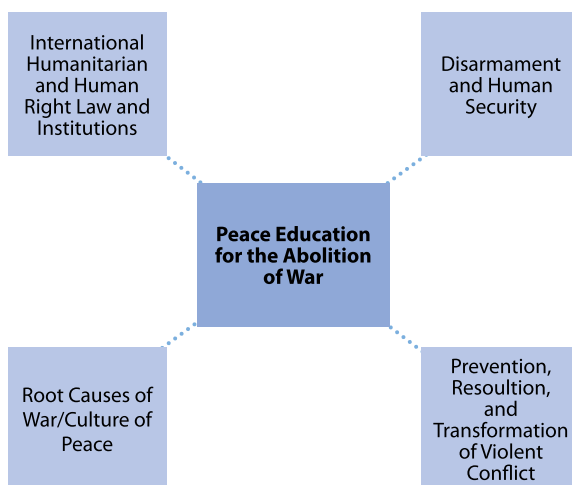 International
Humanitarian
and Human
Right Law and
Institutions
Disarmament
and Human
Security
Peace Education
for the Abolition
of War
Root Causes of
War/Culture of
Peace
Prevention,
Resoultion,
and
Transformation
of Violent
Conflict